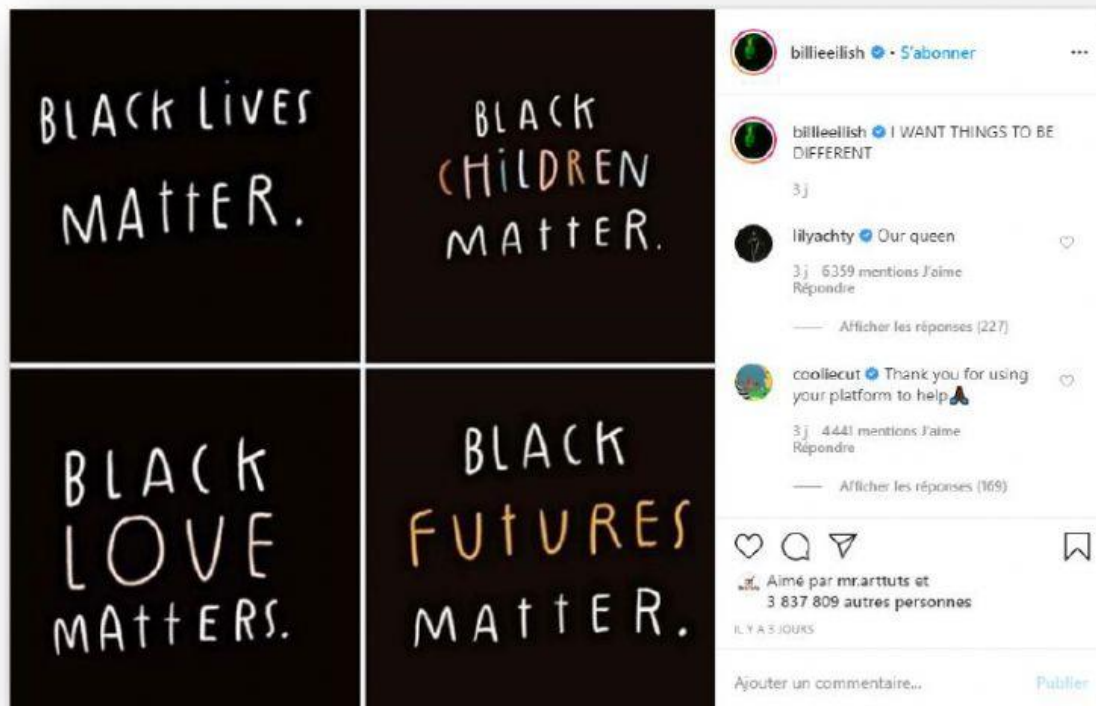 BLACK LiVES
MATTER.
BLACK
CHiLDREN
MATTER.
BLACK
LOVE
MATTERS.
BLACK
FUTURES
MATTER.
billieeilish • S'abonner
billieeilish I WANT THINGS TO BE
DIFFERENT
3 j
lilyachty Our queen
3 j 6359 mentions J'aime
Répondre
Afficher les réponses (227)
cooliecut Thank you for using
your platform to help
3 j 4441 mentions J'aime
Répondre
Afficher les réponses (169)
Aimé par mr.arttuts et
3 837 809 autres personnes
IL Y A 3 JOURS
Ajouter un commentaire...
Publier